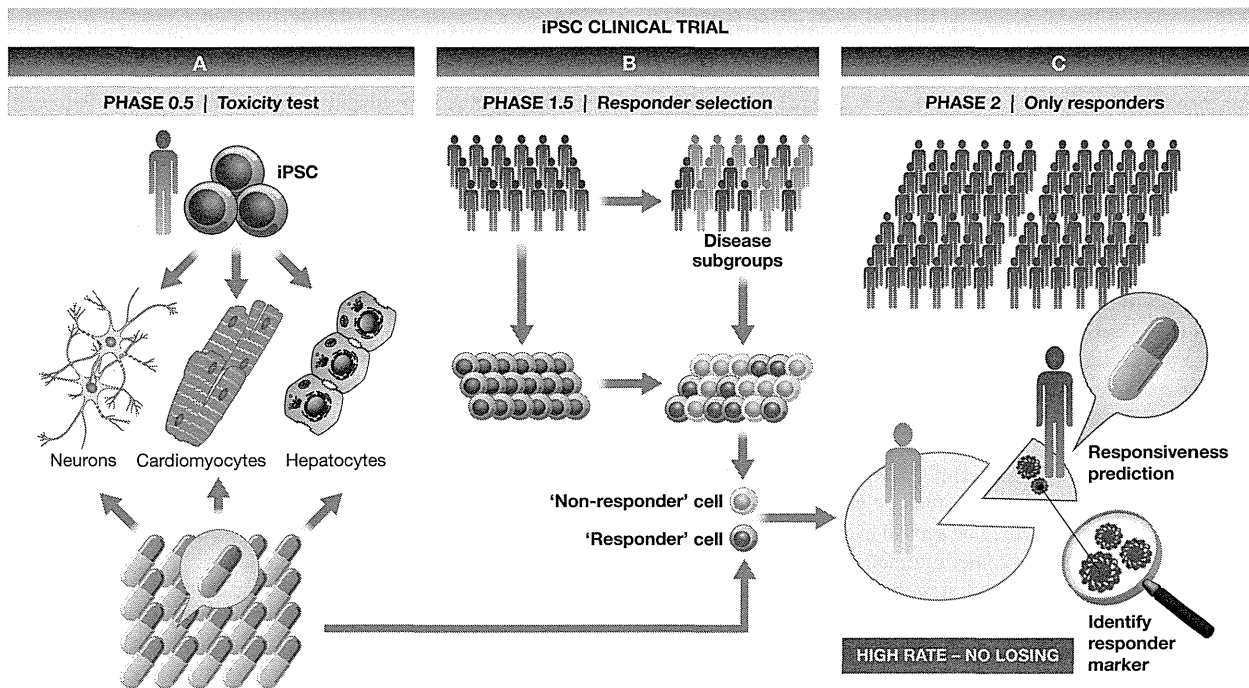 iPSC CLINICAL TRIAL
A
PHASE 0.5 | Toxicity test
iPSC
Neurons
Cardiomyocytes
Hepatocytes
B
PHASE 1.5 | Responder selection
Disease
subgroups
'Non-responder' cell
'Responder' cell
C
PHASE 2 | Only responders
Responsiveness
prediction
Identify
responder
marker
HIGH RATE – NO LOSING